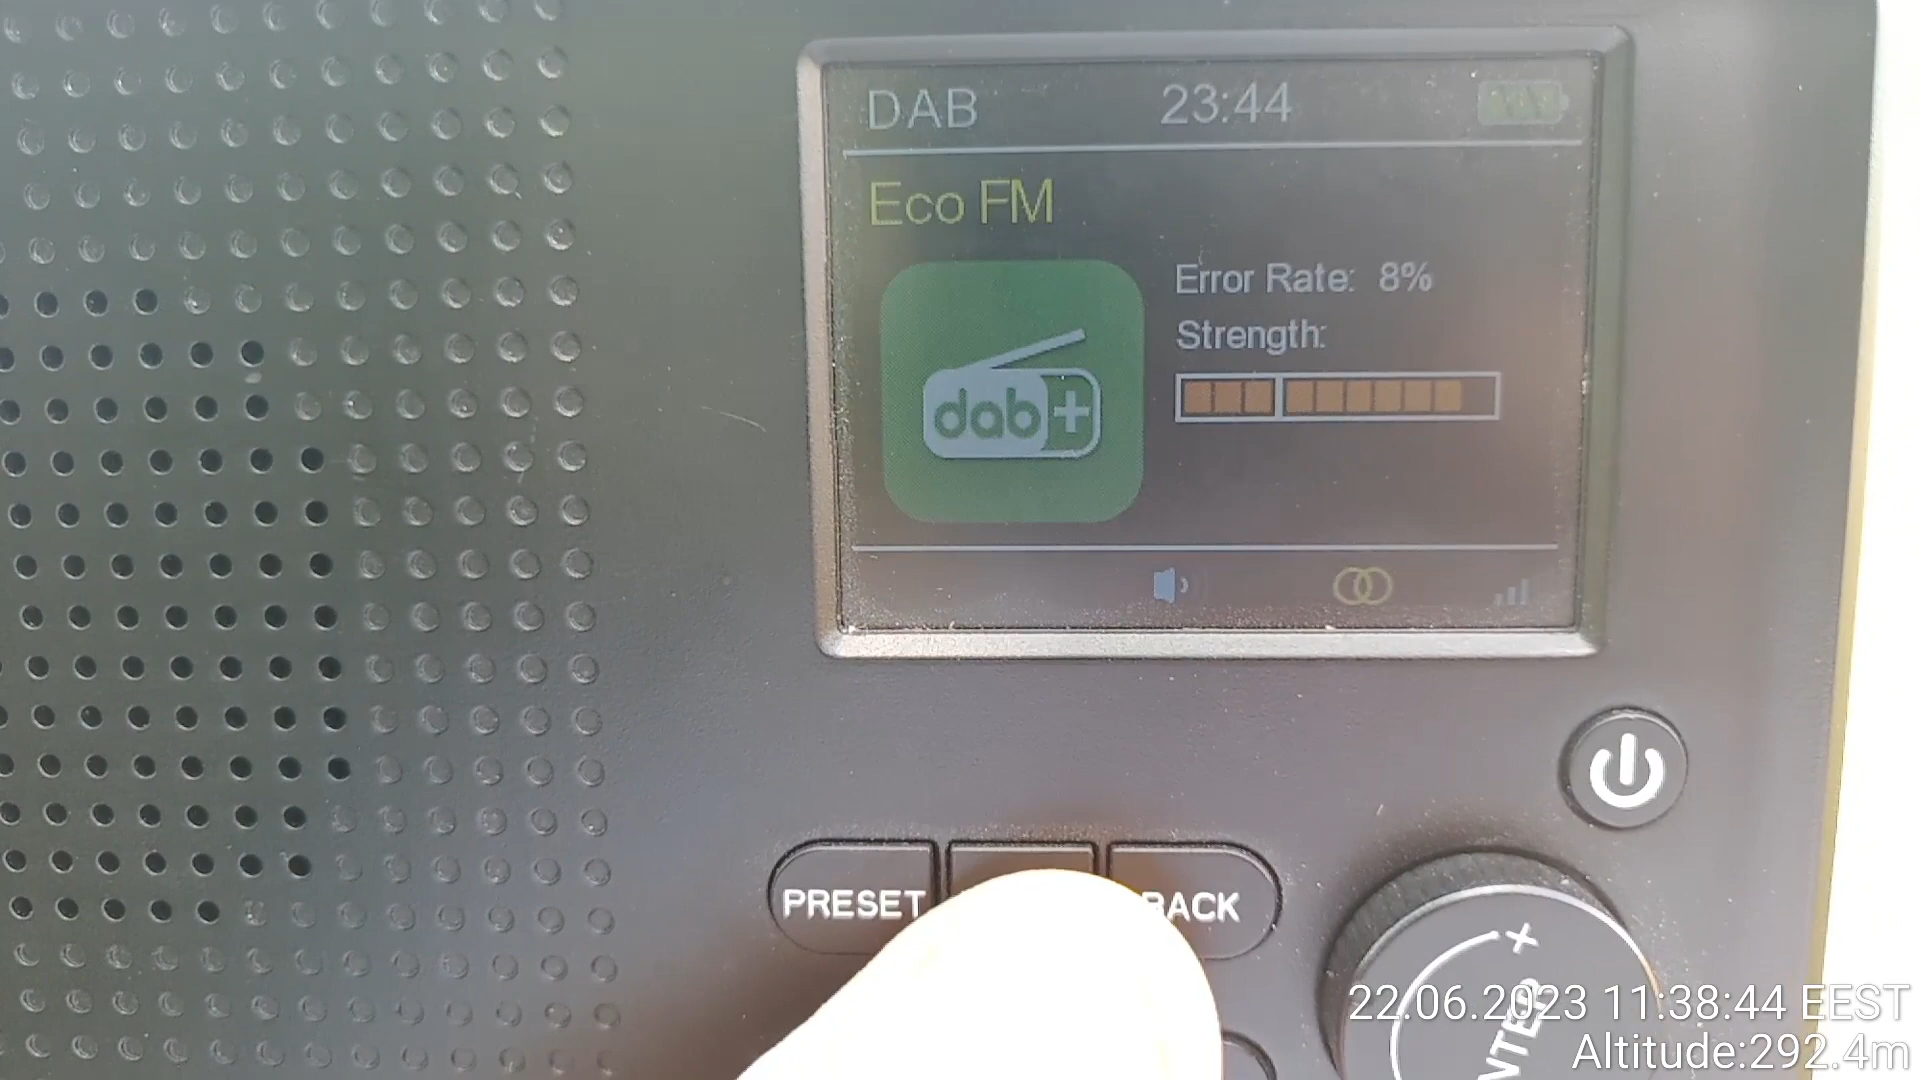 DAB 23:44
Eco FM
Error Rate: 8%
Strength:
dab+
PRESET
BACK
+
22.06.2023 11:38:44 EEST
Altitude:292.4m